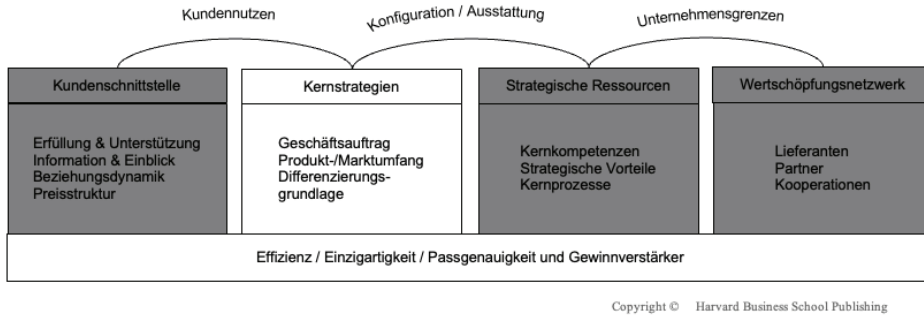 Kundennutzen
Konfiguration / Ausstattung
Unternehmensgrenzen
Kundenschnittstelle
Erfüllung & Unterstützung
Information & Einblick
Beziehungsdynamik
Preisstruktur
Kernstrategien
Geschäftsauftrag
Produkt-/Marktumfang
Differenzierungs-
grundlage
Strategische Ressourcen
Kernkompetenzen
Strategische Vorteile
Kernprozesse
Wertschöpfungsnetzwerk
Lieferanten
Partner
Kooperationen
Effizienz / Einzigartigkeit / Passgenauigkeit und Gewinnverstärker
Copyright © Harvard Business School Publishing